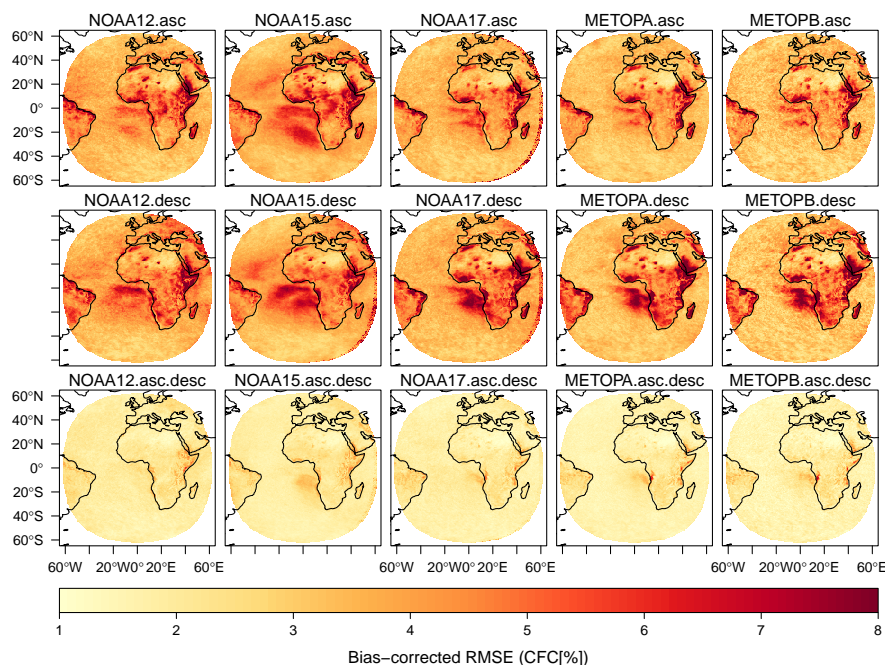 NOAA12.asc NOAA15.asc NOAA17.asc METOPA.asc METOPB.asc
60°N
40°N
20°N
0°
20°S
40°S
60°S
NOAA12.desc NOAA15.desc NOAA17.desc METOPA.desc METOPB.desc
NOAA12.asc.desc NOAA15.asc.desc NOAA17.asc.desc METOPA.asc.desc METOPB.asc.desc
60°N
40°N
20°N
0°
20°S
40°S
60°S
60°W 20°W 0° 20°E 60°E 60°W 20°W 0° 20°E 60°E 60°W 20°W 0° 20°E 60°E
1 2 3 4 5 6 7 8
Bias−corrected RMSE (CFC[%])